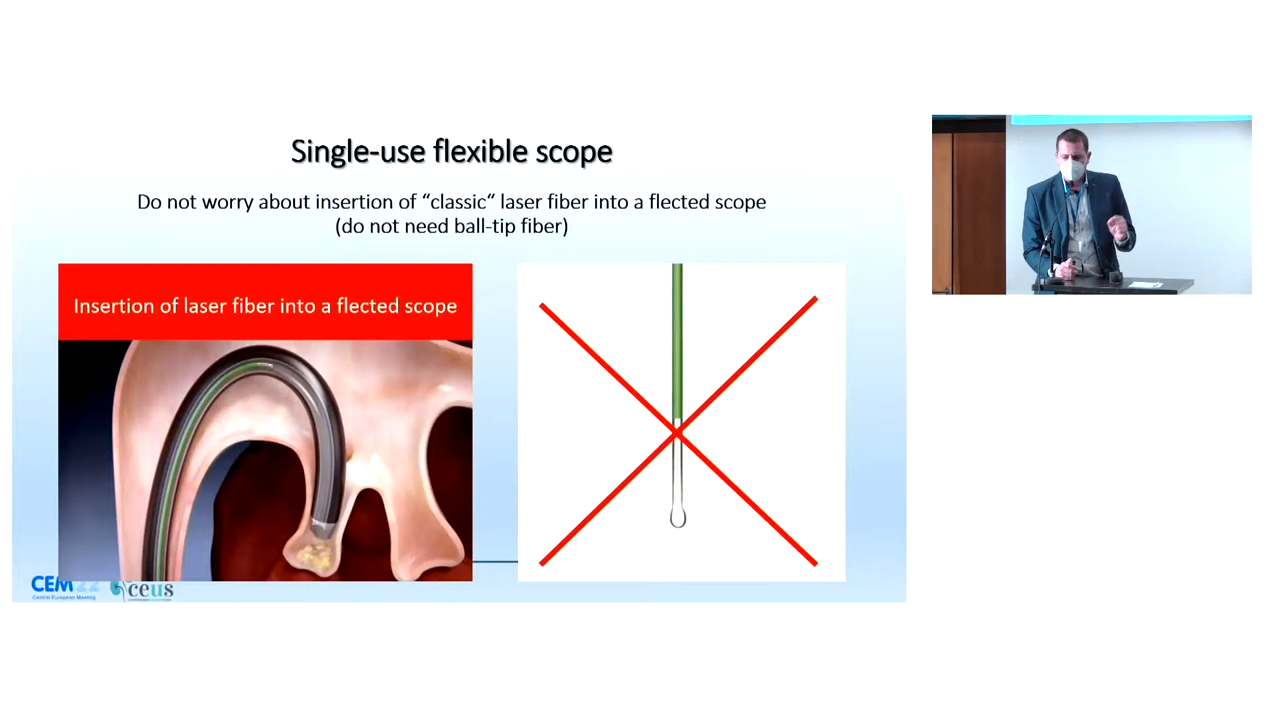 Single-use flexible scope
Do not worry about insertion of “classic“ laser fiber into a flected scope
(do not need ball-tip fiber)
Insertion of laser fiber into a flected scope
CEM22
Central European Meeting
ceus